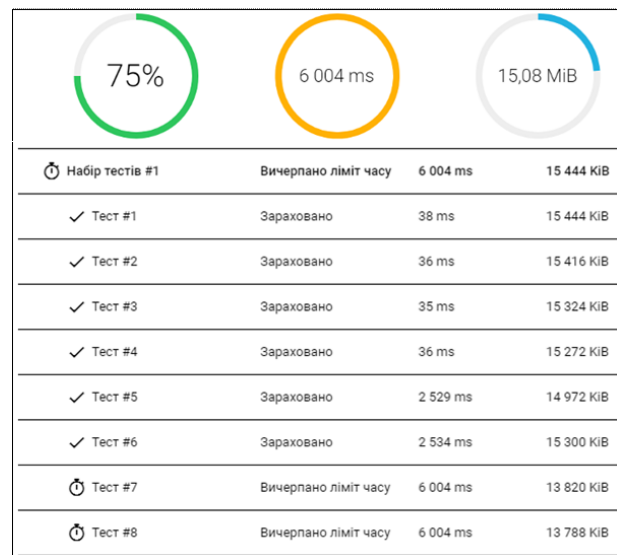 75%
6 004 ms
15,08 MiB
Набір тестів #1 Вичерпано ліміт часу 6 004 ms 15 444 KiB
Тест #1 Зараховано 38 ms 15 444 KiB
Тест #2 Зараховано 36 ms 15 416 KiB
Тест #3 Зараховано 35 ms 15 324 KiB
Тест #4 Зараховано 36 ms 15 272 KiB
Тест #5 Зараховано 2 529 ms 14 972 KiB
Тест #6 Зараховано 2 534 ms 15 300 KiB
Тест #7 Вичерпано ліміт часу 6 004 ms 13 820 KiB
Тест #8 Вичерпано ліміт часу 6 004 ms 13 788 KiB